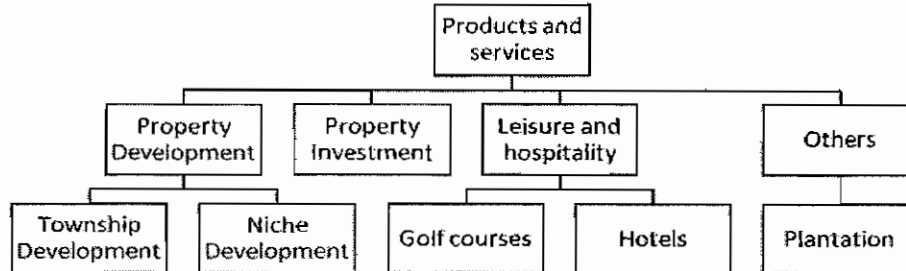 Products and
services
Property
Development
Property
Investment
Leisure and
hospitality
Others
Township
Development
Niche
Development
Golf courses
Hotels
Plantation